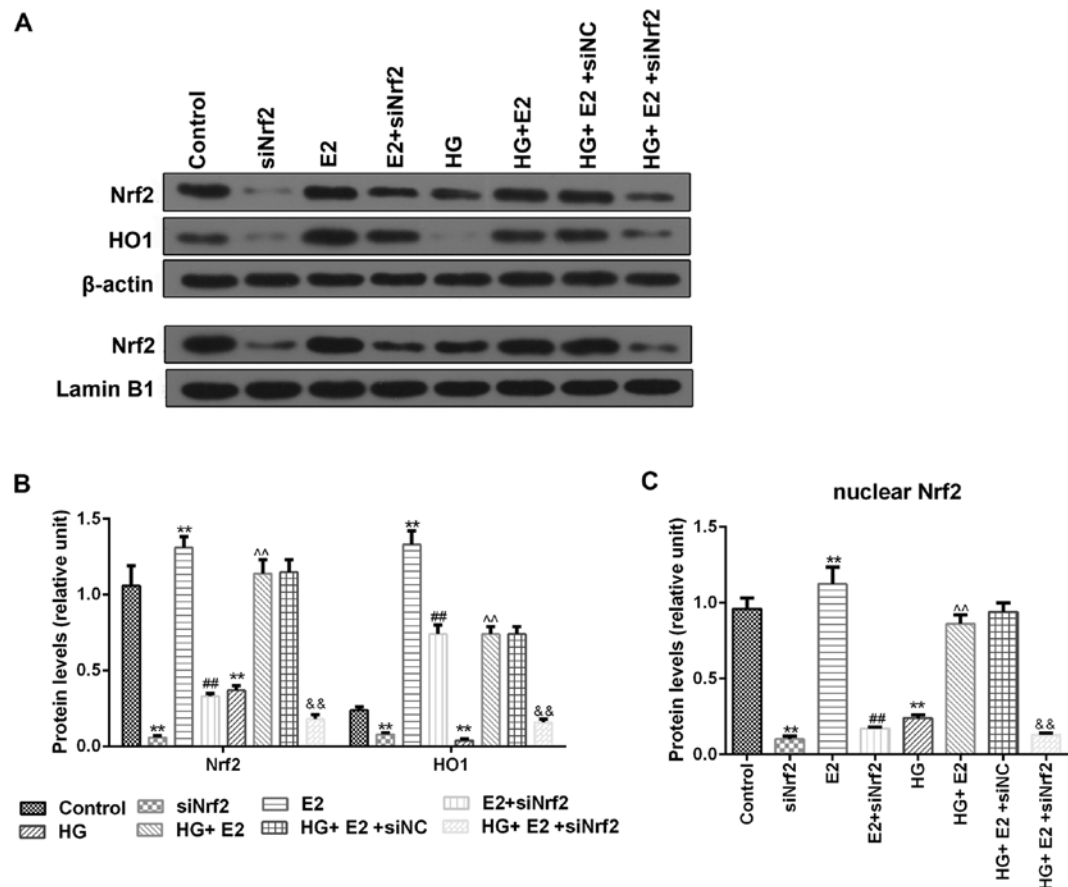 A
Control
siNrf2
E2
E2+siNrf2
HG
HG+E2
HG+ E2 +siNC
HG+ E2 +siNrf2
Nrf2
HO1
β-actin
Nrf2
Lamin B1
B
Protein levels (relative unit)
1.5
1.0
0.5
0.0
**
**
##
**
^^
&&
**
**
##
**
^^
&&
Nrf2
HO1
Control
siNrf2
E2
E2+siNrf2
HG
HG+ E2
HG+ E2 +siNC
HG+ E2 +siNrf2
C
nuclear Nrf2
Protein levels (relative unit)
1.5
1.0
0.5
0.0
**
**
##
**
^^
&&
Control
siNrf2
E2
E2+siNrf2
HG
HG+ E2
HG+ E2 +siNC
HG+ E2 +siNrf2